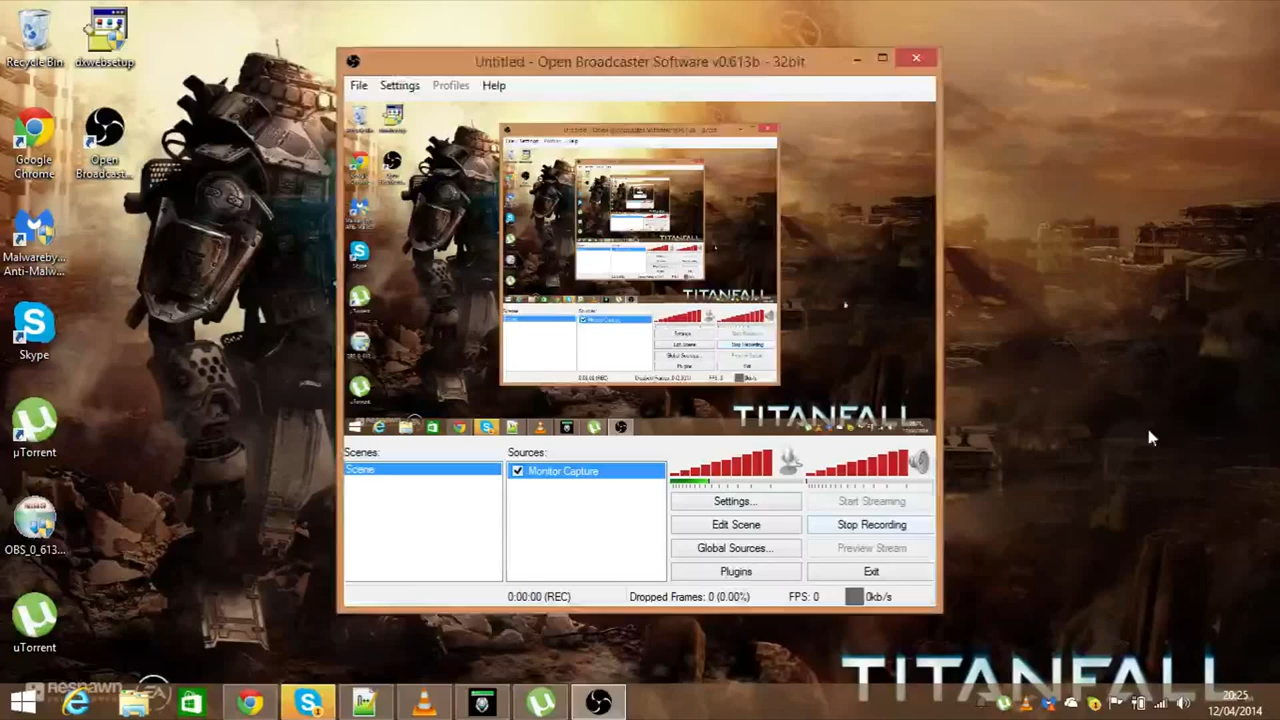 Recycle Bin
dxwebsetup
Google
Chrome
Open
Broadcast...
Malwareby...
Anti-Malw...
Skype
µTorrent
OBS_0_613...
uTorrent
Untitled - Open Broadcaster Software v0.613b - 32bit
File Settings Profiles Help
TITANFALL
Scenes:
Scene
Sources:
Monitor Capture
Settings...
Start Streaming
Edit Scene
Stop Recording
Global Sources...
Preview Stream
Plugins
Exit
0:00:00 (REC)
Dropped Frames: 0 (0.00%)
FPS: 0
0kb/s
TITANFALL
RESPAWN
EA
20:25
12/04/2014